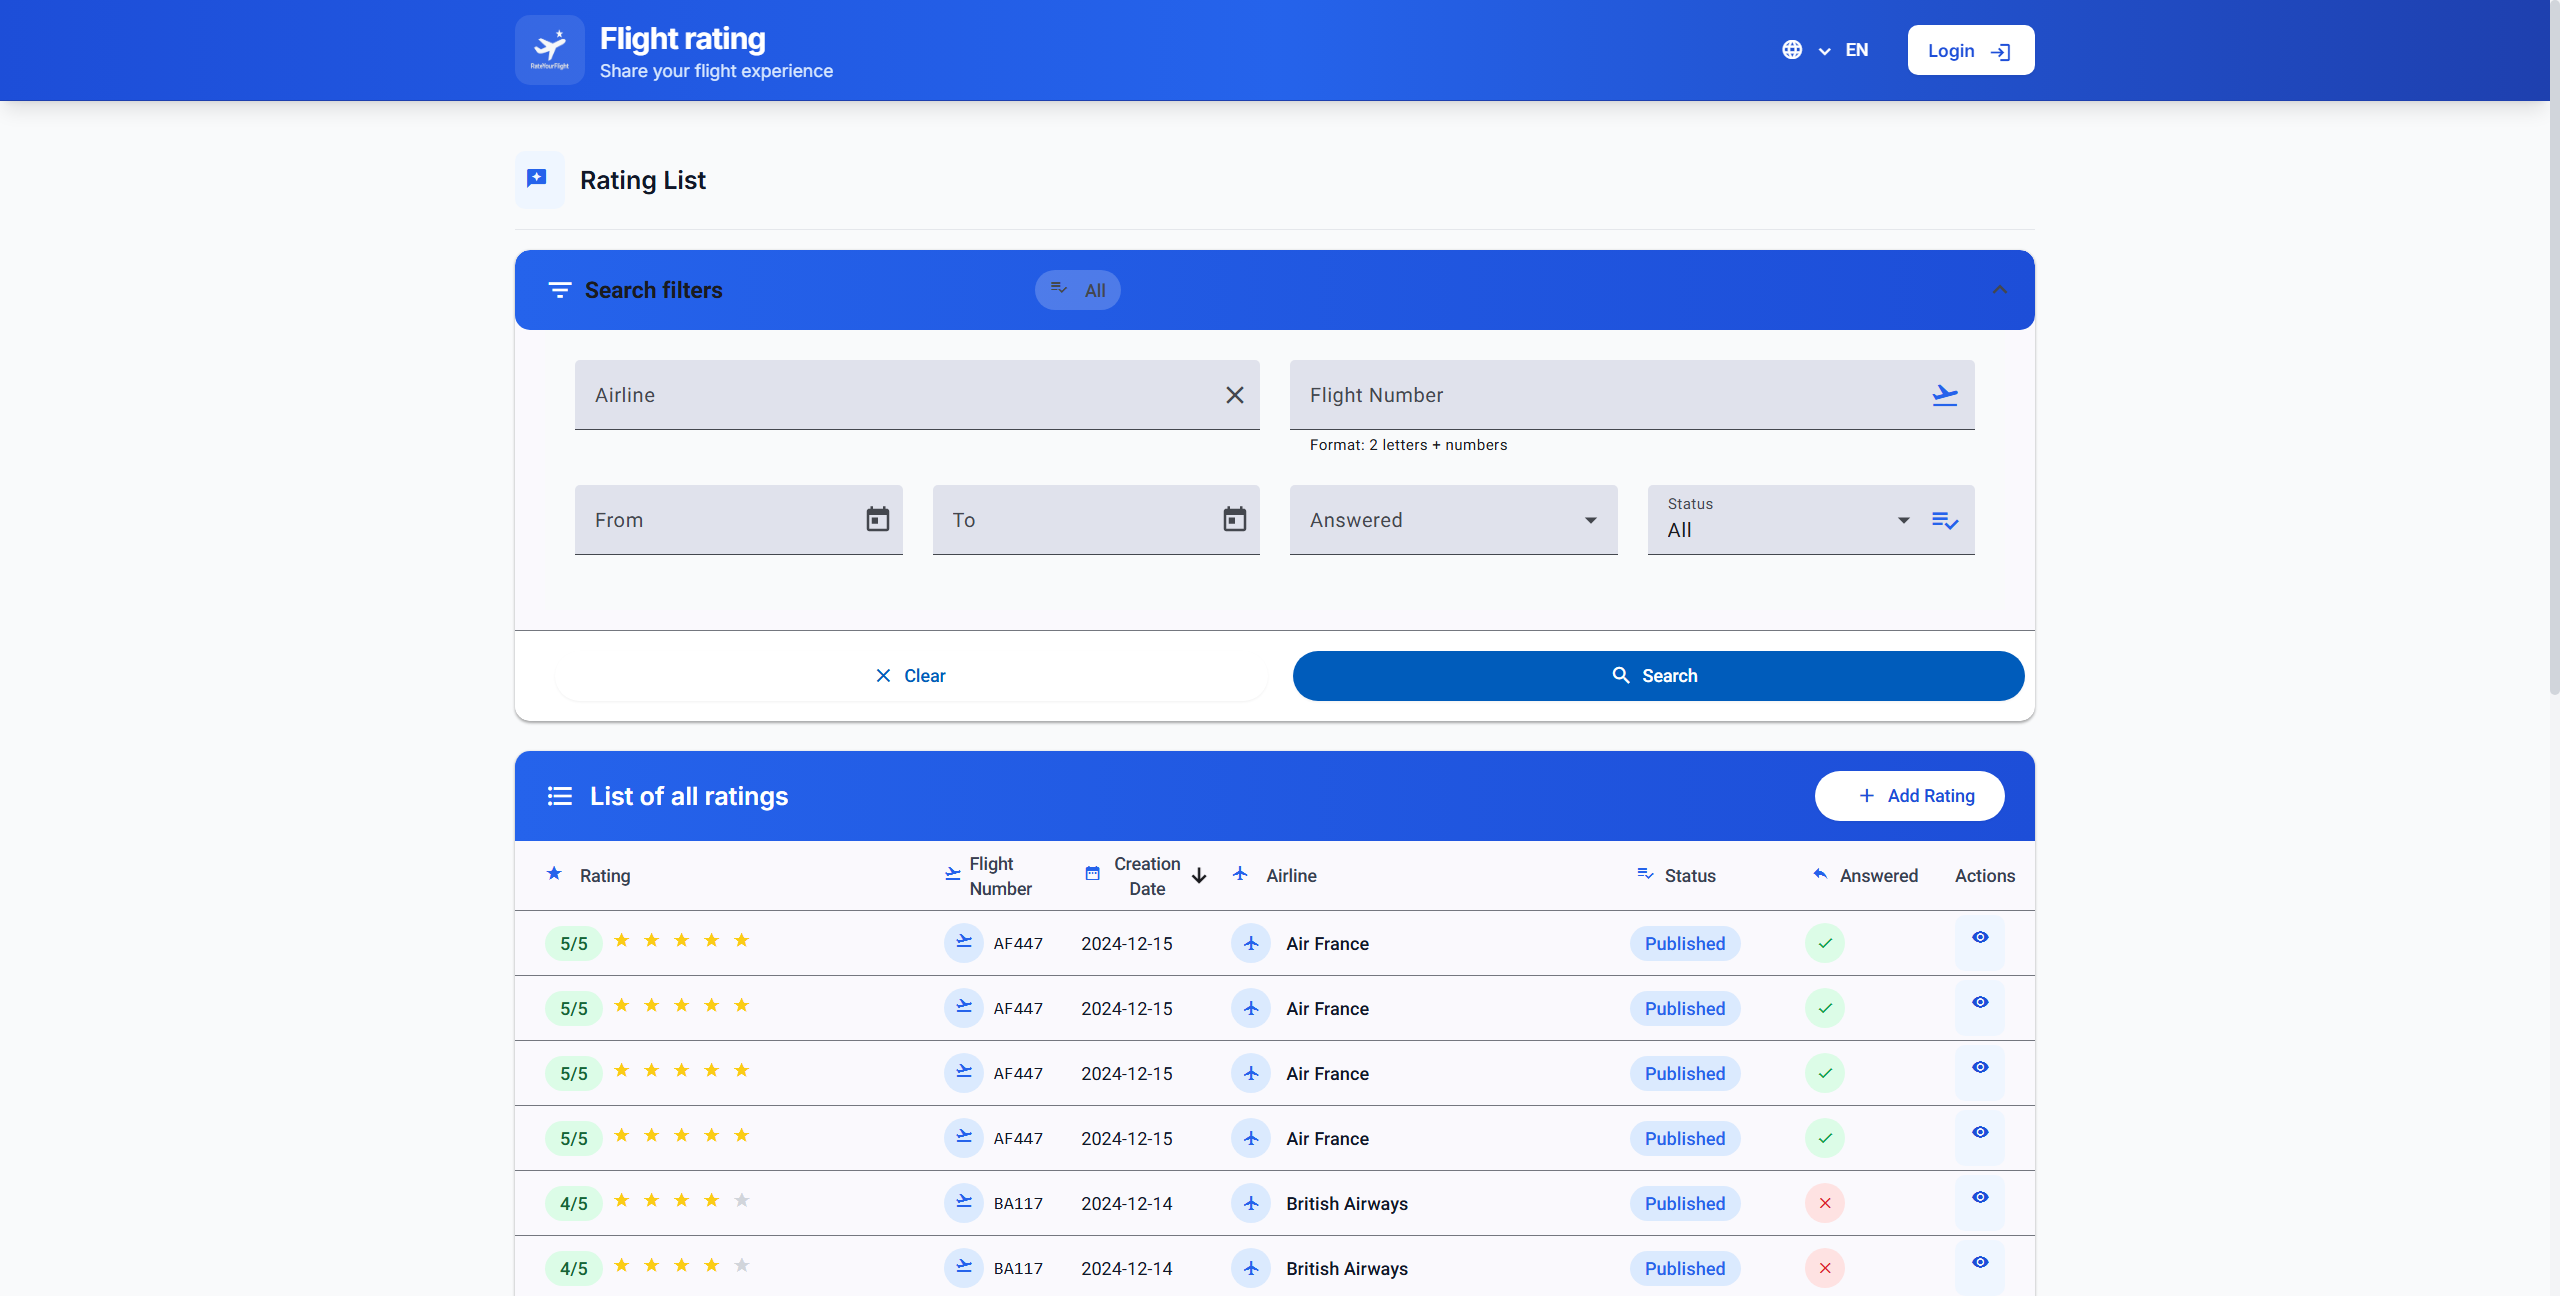 RateYourFlight
Flight rating
Share your flight experience
EN
Login
Rating List
Search filters
All
Airline
Flight Number
Format: 2 letters + numbers
From
To
Answered
Status
All
Clear
Search
List of all ratings
Add Rating
Rating
Flight
Number
Creation
Date
Airline
Status
Answered
Actions
5/5 AF447 2024-12-15 Air France Published
5/5 AF447 2024-12-15 Air France Published
5/5 AF447 2024-12-15 Air France Published
5/5 AF447 2024-12-15 Air France Published
4/5 BA117 2024-12-14 British Airways Published
4/5 BA117 2024-12-14 British Airways Published